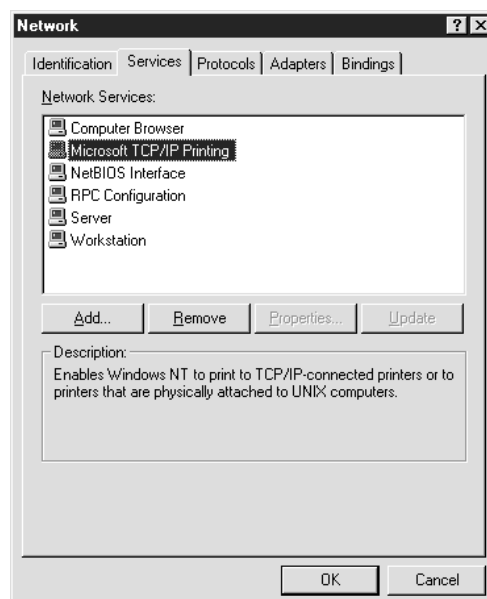 Network
Identification Services Protocols Adapters Bindings
Network Services:
Computer Browser
Microsoft TCP/IP Printing
NetBIOS Interface
RPC Configuration
Server
Workstation
Add... Remove Properties... Update
Description:
Enables Windows NT to print to TCP/IP-connected printers or to
printers that are physically attached to UNIX computers.
OK Cancel